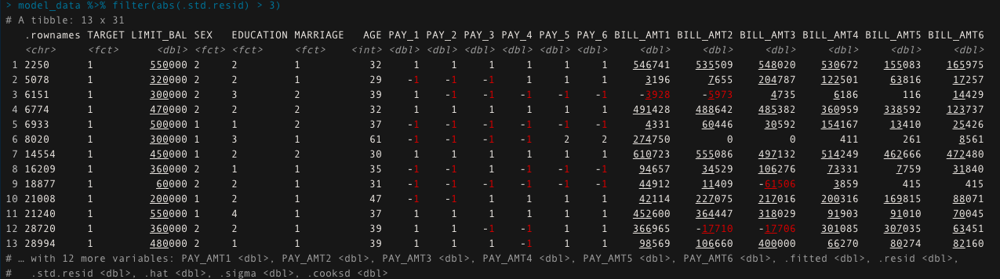 > model_data %>% filter(abs(.std.resid) > 3)
# A tibble: 13 x 31
.rownames TARGET LIMIT_BAL SEX EDUCATION MARRIAGE AGE PAY_1 PAY_2 PAY_3 PAY_4 PAY_5 PAY_6 BILL_AMT1 BILL_AMT2 BILL_AMT3 BILL_AMT4 BILL_AMT5 BILL_AMT6
<chr> <fct> <dbl> <fct> <fct> <fct> <int> <dbl> <dbl> <dbl> <dbl> <dbl> <dbl> <dbl> <dbl> <dbl> <dbl> <dbl> <dbl>
1 2250 1 550000 2 2 1 32 1 1 1 1 1 1 546741 535509 548020 530672 155083 165975
2 5078 1 320000 2 2 1 29 -1 -1 -1 1 1 1 3196 7655 204787 122501 63816 17257
3 6151 1 300000 2 3 2 39 1 -1 -1 -1 -1 -1 -3928 -5973 4735 6186 116 14429
4 6774 1 470000 2 2 2 32 1 1 1 1 1 1 491428 488642 485382 360959 338592 123737
5 6933 1 500000 1 1 2 37 -1 -1 -1 -1 -1 -1 4331 60446 30592 154167 13410 25426
6 8020 1 300000 1 3 1 61 -1 -1 -1 -1 2 2 274750 0 0 411 261 8561
7 14554 1 450000 1 2 2 30 1 1 1 1 1 1 610723 555086 497132 514249 462666 472480
8 16209 1 360000 2 1 1 35 -1 -1 1 -1 -1 -1 94657 34529 106276 73331 7759 31840
9 18877 1 60000 2 2 1 31 -1 -1 -1 -1 -1 -1 44912 11409 -61506 3859 415 415
10 21008 1 200000 1 2 1 47 -1 -1 1 1 1 1 42114 227075 217016 200316 169815 88071
11 21240 1 550000 1 4 1 37 1 1 1 1 1 1 452600 364447 318029 91903 91010 70045
12 28720 1 360000 2 2 1 39 1 1 -1 -1 1 1 366965 -17710 -17706 301085 307035 63451
13 28994 1 480000 2 1 1 39 1 1 1 -1 1 1 98569 106660 400000 66270 80274 82160
# … with 12 more variables: PAY_AMT1 <dbl>, PAY_AMT2 <dbl>, PAY_AMT3 <dbl>, PAY_AMT4 <dbl>, PAY_AMT5 <dbl>, PAY_AMT6 <dbl>, .fitted <dbl>, .resid <dbl>,
# .std.resid <dbl>, .hat <dbl>, .sigma <dbl>, .cooksd <dbl>